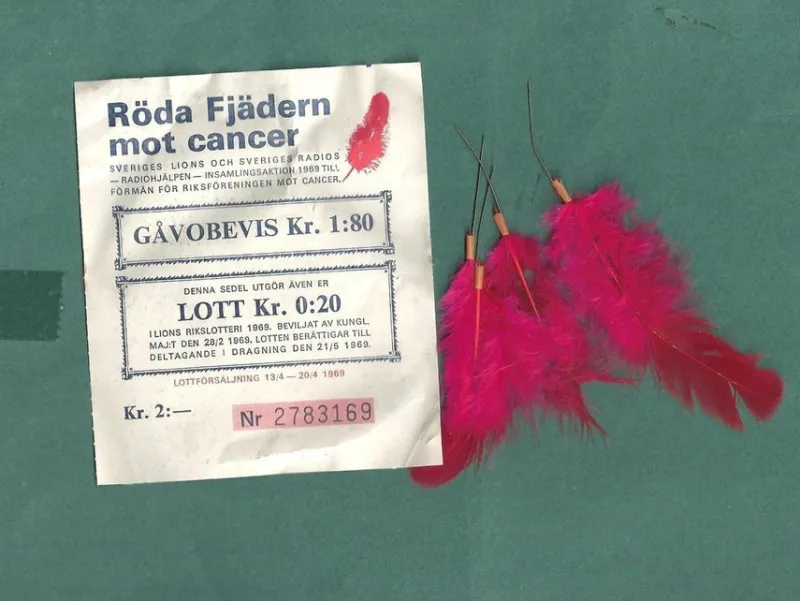 Röda Fjädern
mot cancer
SVERIGES LIONS OCH SVERIGES RADIOS
— RADIOHJÄLPEN — INSAMLINGSAKTION 1969 TILL
FÖRMÅN FÖR RIKSFÖRENINGEN MOT CANCER.
GÅVOBEVIS Kr. 1:80
DENNA SEDEL UTGÖR ÄVEN ER
LOTT Kr. 0:20
I LIONS RIKSLOTTERI 1969. BEVILJAT AV KUNGL.
MAJ:T DEN 28/2 1969. LOTTEN BERÄTTIGAR TILL
DELTAGANDE I DRAGNING DEN 21/6 1969.
LOTTFÖRSÄLJNING 13/4 — 20/4 1969
Kr. 2:—
Nr 2783169